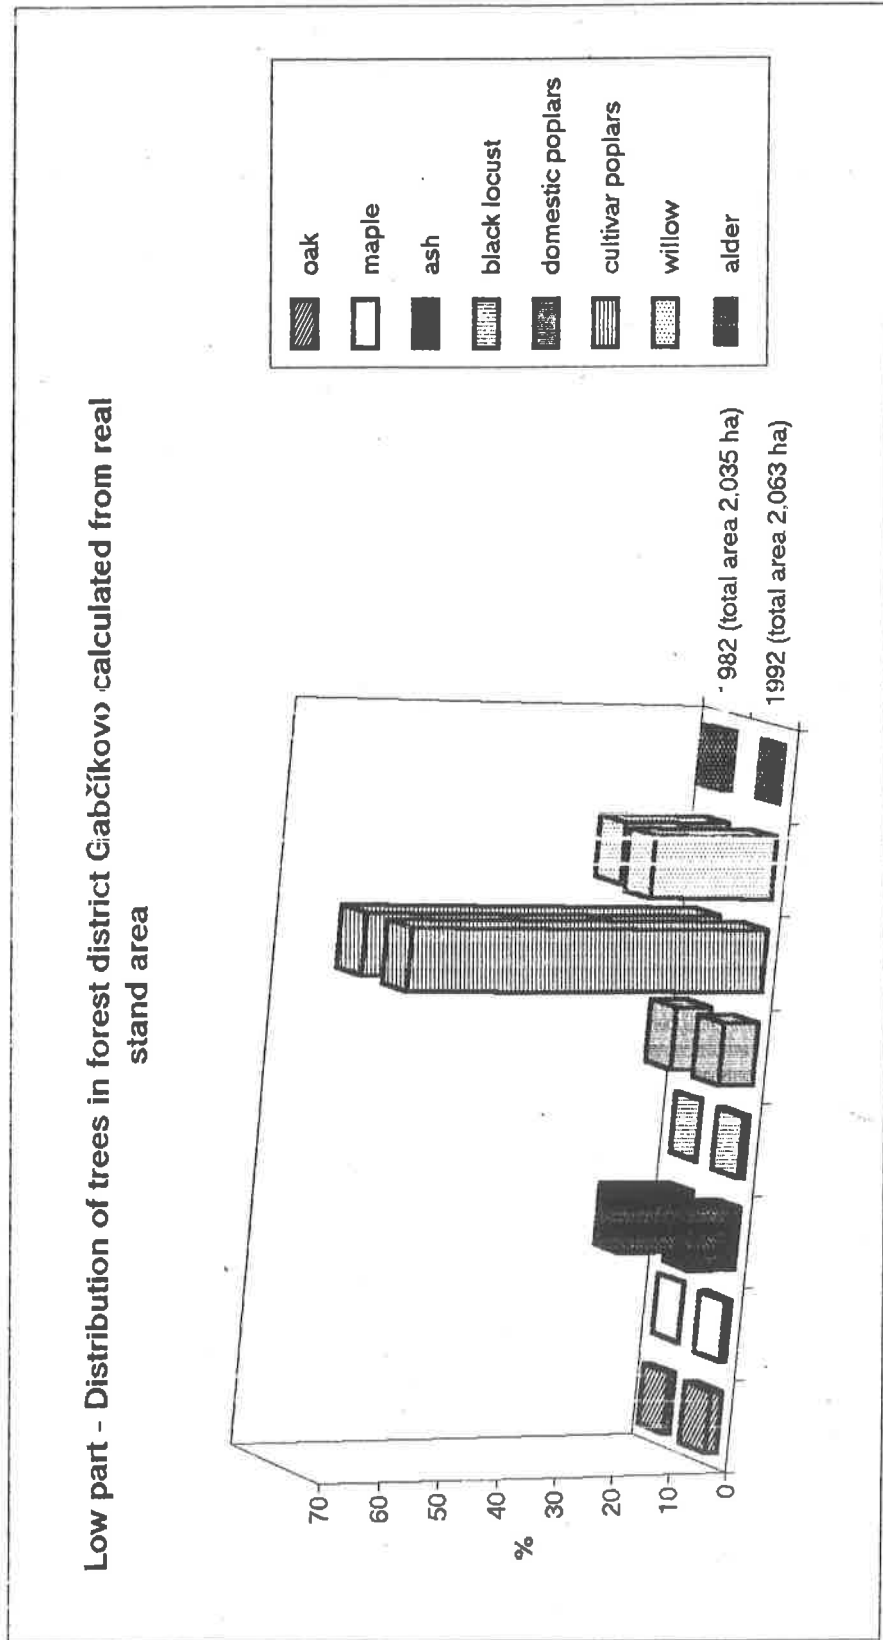 Low part - Distribution of trees in forest district Gabčíkovo calculated from real
stand area
70
60
50
40
30
20
10
0
%
1982 (total area 2,035 ha)
1992 (total area 2,063 ha)
oak
maple
ash
black locust
domestic poplars
cultivar poplars
willow
alder